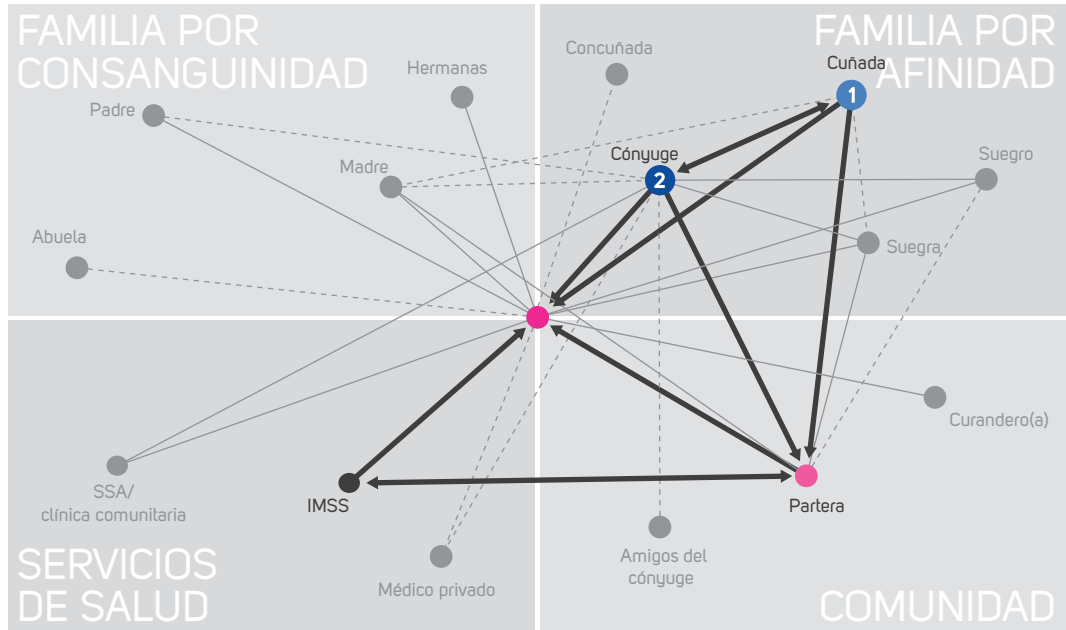 FAMILIA POR
CONSANGUINIDAD
FAMILIA POR
AFINIDAD
Concuñada
Cuñada
1
Hermanas
Padre
Madre
Cónyuge
2
Suegro
Abuela
Suegra
Curandero(a)
SSA/
clínica comunitaria
IMSS
Partera
Médico privado
Amigos del
cónyuge
SERVICIOS
DE SALUD
COMUNIDAD